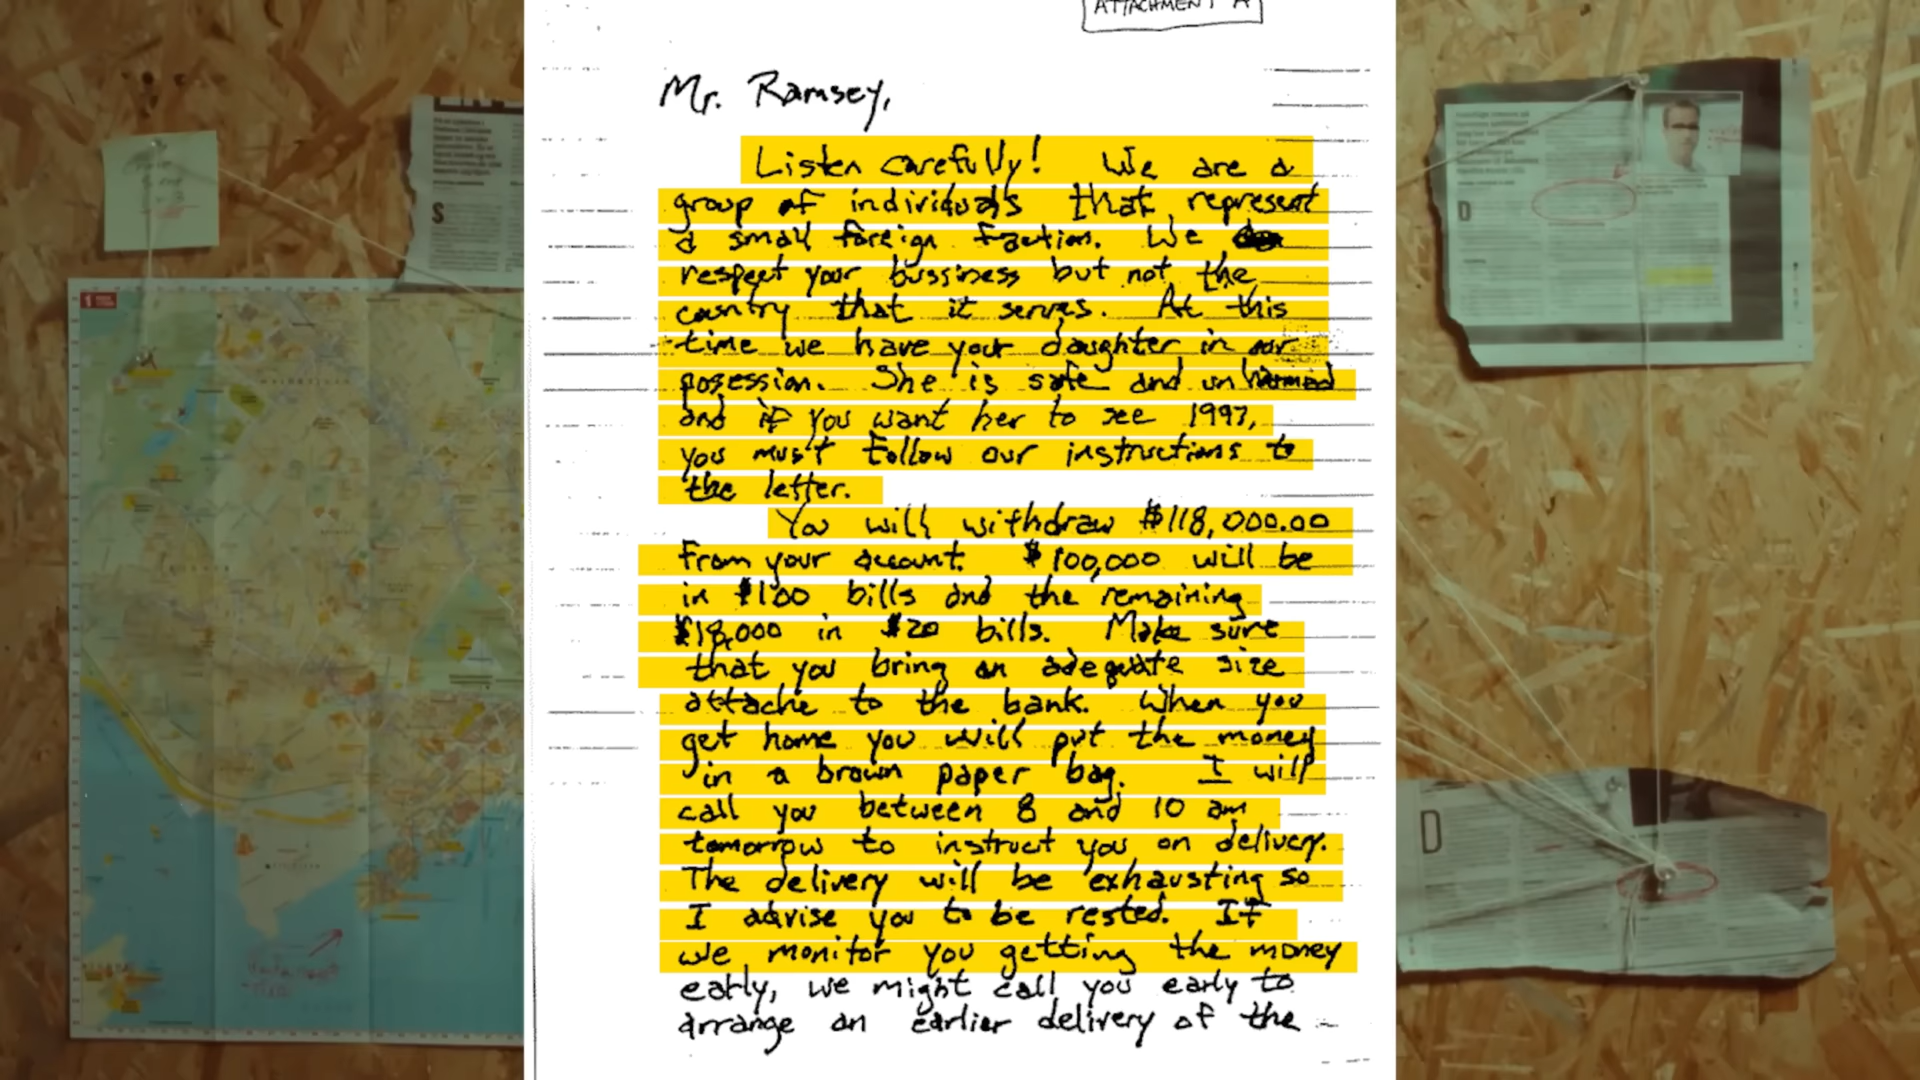 ATTACHMENT A
Mr. Ramsey,
Listen carefully! We are a
group of individuals that represent
a small foreign faction. We
respect your bussiness but not the
country that it serves. At this
time we have your daughter in our
posession. She is safe and unharmed
and if you want her to see 1997,
you must follow our instructions to
the letter.
You will withdraw $118,000.00
from your account. $100,000 will be
in $100 bills and the remaining
$18,000 in $20 bills. Make sure
that you bring an adequate size
attache to the bank. When you
get home you will put the money
in a brown paper bag. I will
call you between 8 and 10 am
tomorrow to instruct you on delivery.
The delivery will be exhausting so
I advise you to be rested. If
we monitor you getting the money
early, we might call you early to
arrange an earlier delivery of the
S
D
D
1